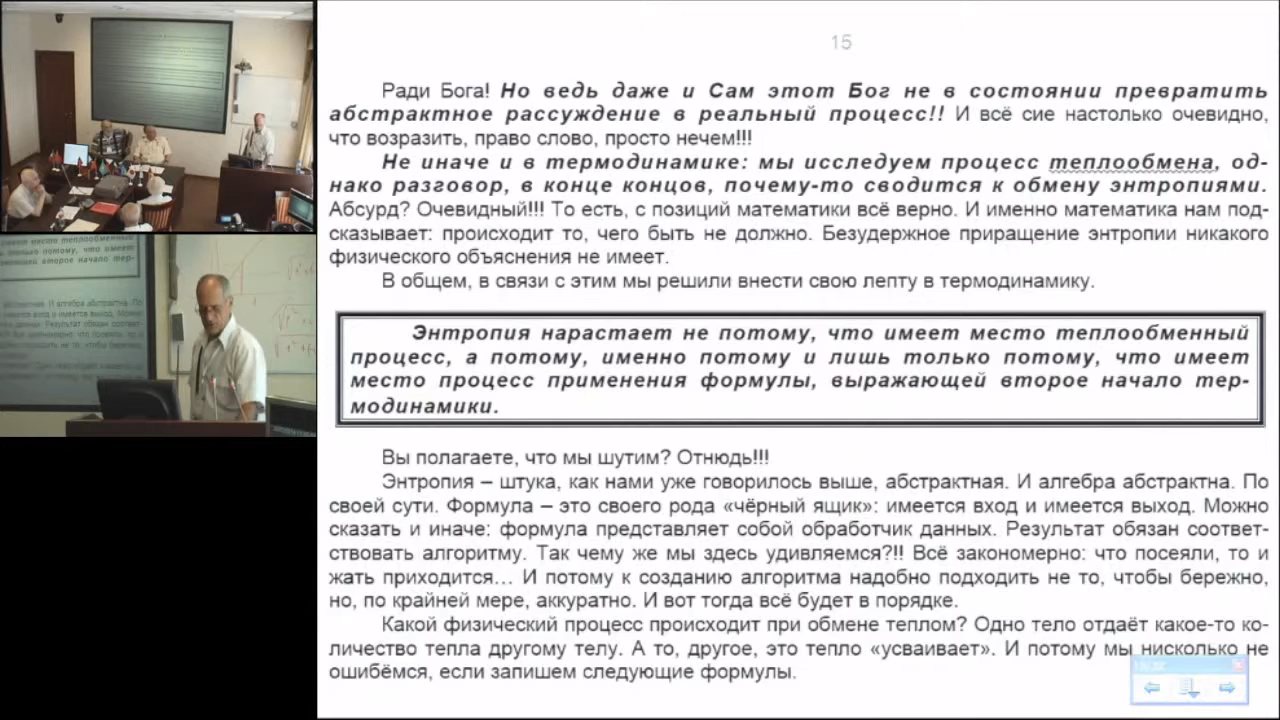 15
Ради Бога! Но ведь даже и Сам этот Бог не в состоянии превратить
абстрактное рассуждение в реальный процесс!! И всё сие настолько очевидно,
что возразить, право слово, просто нечем!!!
Не иначе и в термодинамике: мы исследуем процесс теплообмена, од-
нако разговор, в конце концов, почему-то сводится к обмену энтропиями.
Абсурд? Очевидный!!! То есть, с позиций математики всё верно. И именно математика нам под-
сказывает: происходит то, чего быть не должно. Безудержное приращение энтропии никакого
физического объяснения не имеет.
В общем, в связи с этим мы решили внести свою лепту в термодинамику.
Энтропия нарастает не потому, что имеет место теплообменный
процесс, а потому, именно потому и лишь только потому, что имеет
место процесс применения формулы, выражающей второе начало тер-
модинамики.
Вы полагаете, что мы шутим? Отнюдь!!!
Энтропия – штука, как нами уже говорилось выше, абстрактная. И алгебра абстрактна. По
своей сути. Формула – это своего рода «чёрный ящик»: имеется вход и имеется выход. Можно
сказать и иначе: формула представляет собой обработчик данных. Результат обязан соответ-
ствовать алгоритму. Так чему же мы здесь удивляемся?!! Всё закономерно: что посеяли, то и
жать приходится… И потому к созданию алгоритма надобно подходить не то, чтобы бережно,
но, по крайней мере, аккуратно. И вот тогда всё будет в порядке.
Какой физический процесс происходит при обмене теплом? Одно тело отдаёт какое-то ко-
личество тепла другому телу. А то, другое, это тепло «усваивает». И потому мы нисколько не
ошибёмся, если запишем следующие формулы.